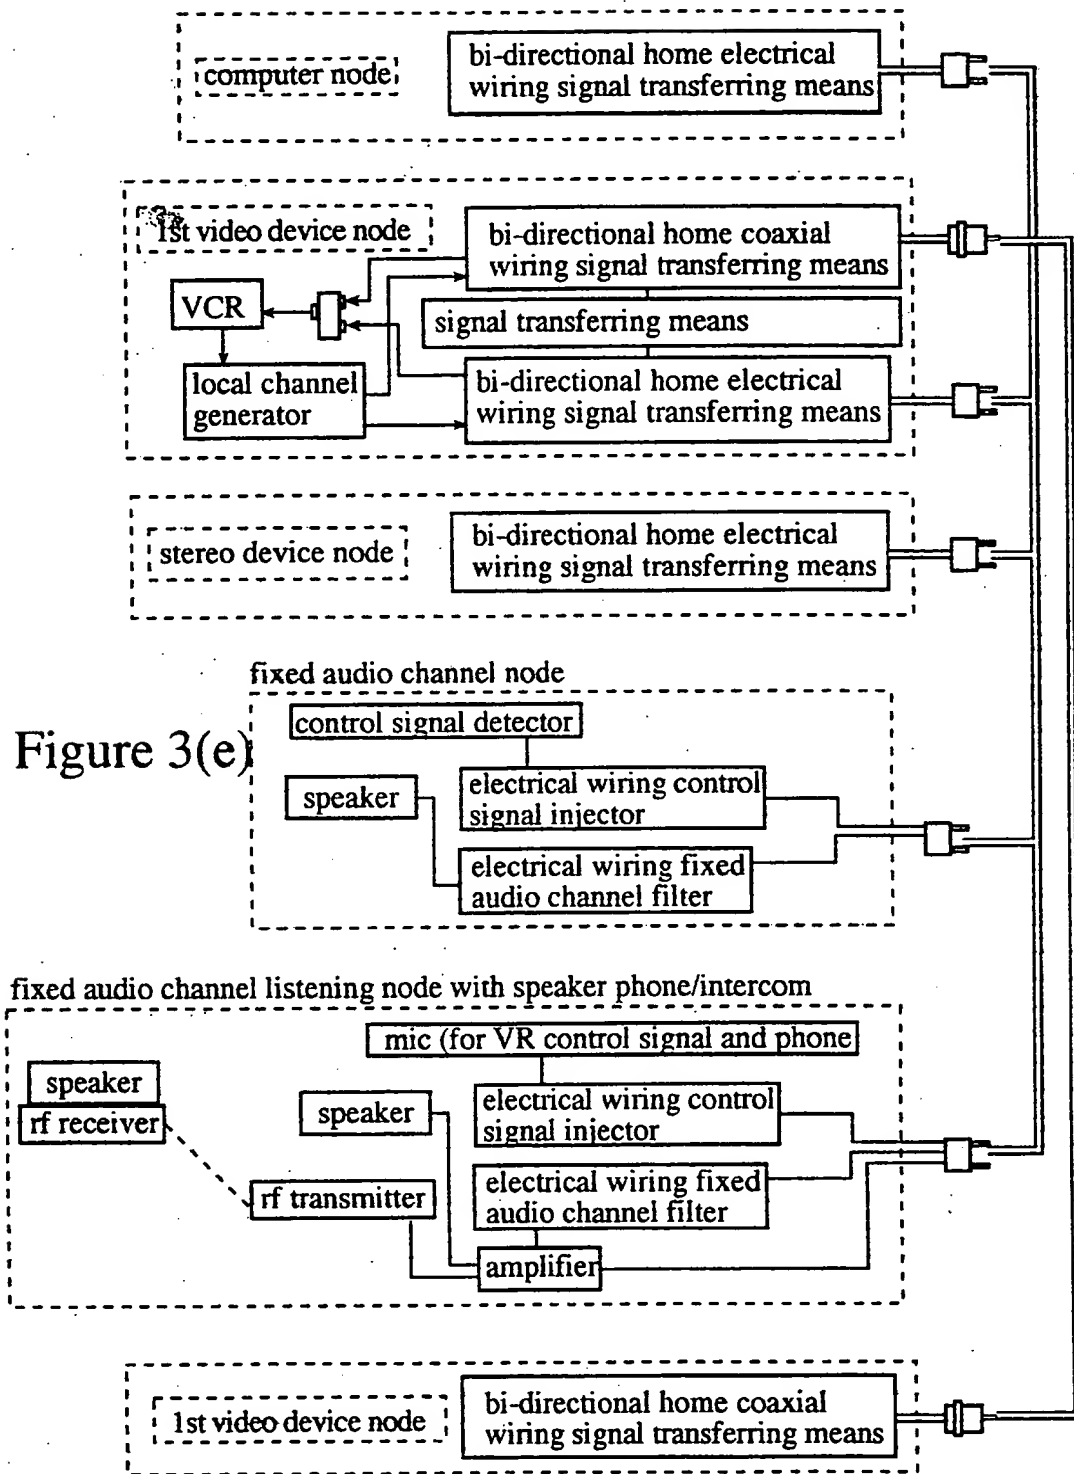 computer node
bi-directional home electrical
wiring signal transferring means
1st video device node
bi-directional home coaxial
wiring signal transferring means
VCR
signal transferring means
local channel
generator
bi-directional home electrical
wiring signal transferring means
stereo device node
bi-directional home electrical
wiring signal transferring means
fixed audio channel node
control signal detector
Figure 3(e)
speaker
electrical wiring control
signal injector
electrical wiring fixed
audio channel filter
fixed audio channel listening node with speaker phone/intercom
mic (for VR control signal and phone
speaker
rf receiver
speaker
electrical wiring control
signal injector
rf transmitter
electrical wiring fixed
audio channel filter
amplifier
1st video device node
bi-directional home coaxial
wiring signal transferring means